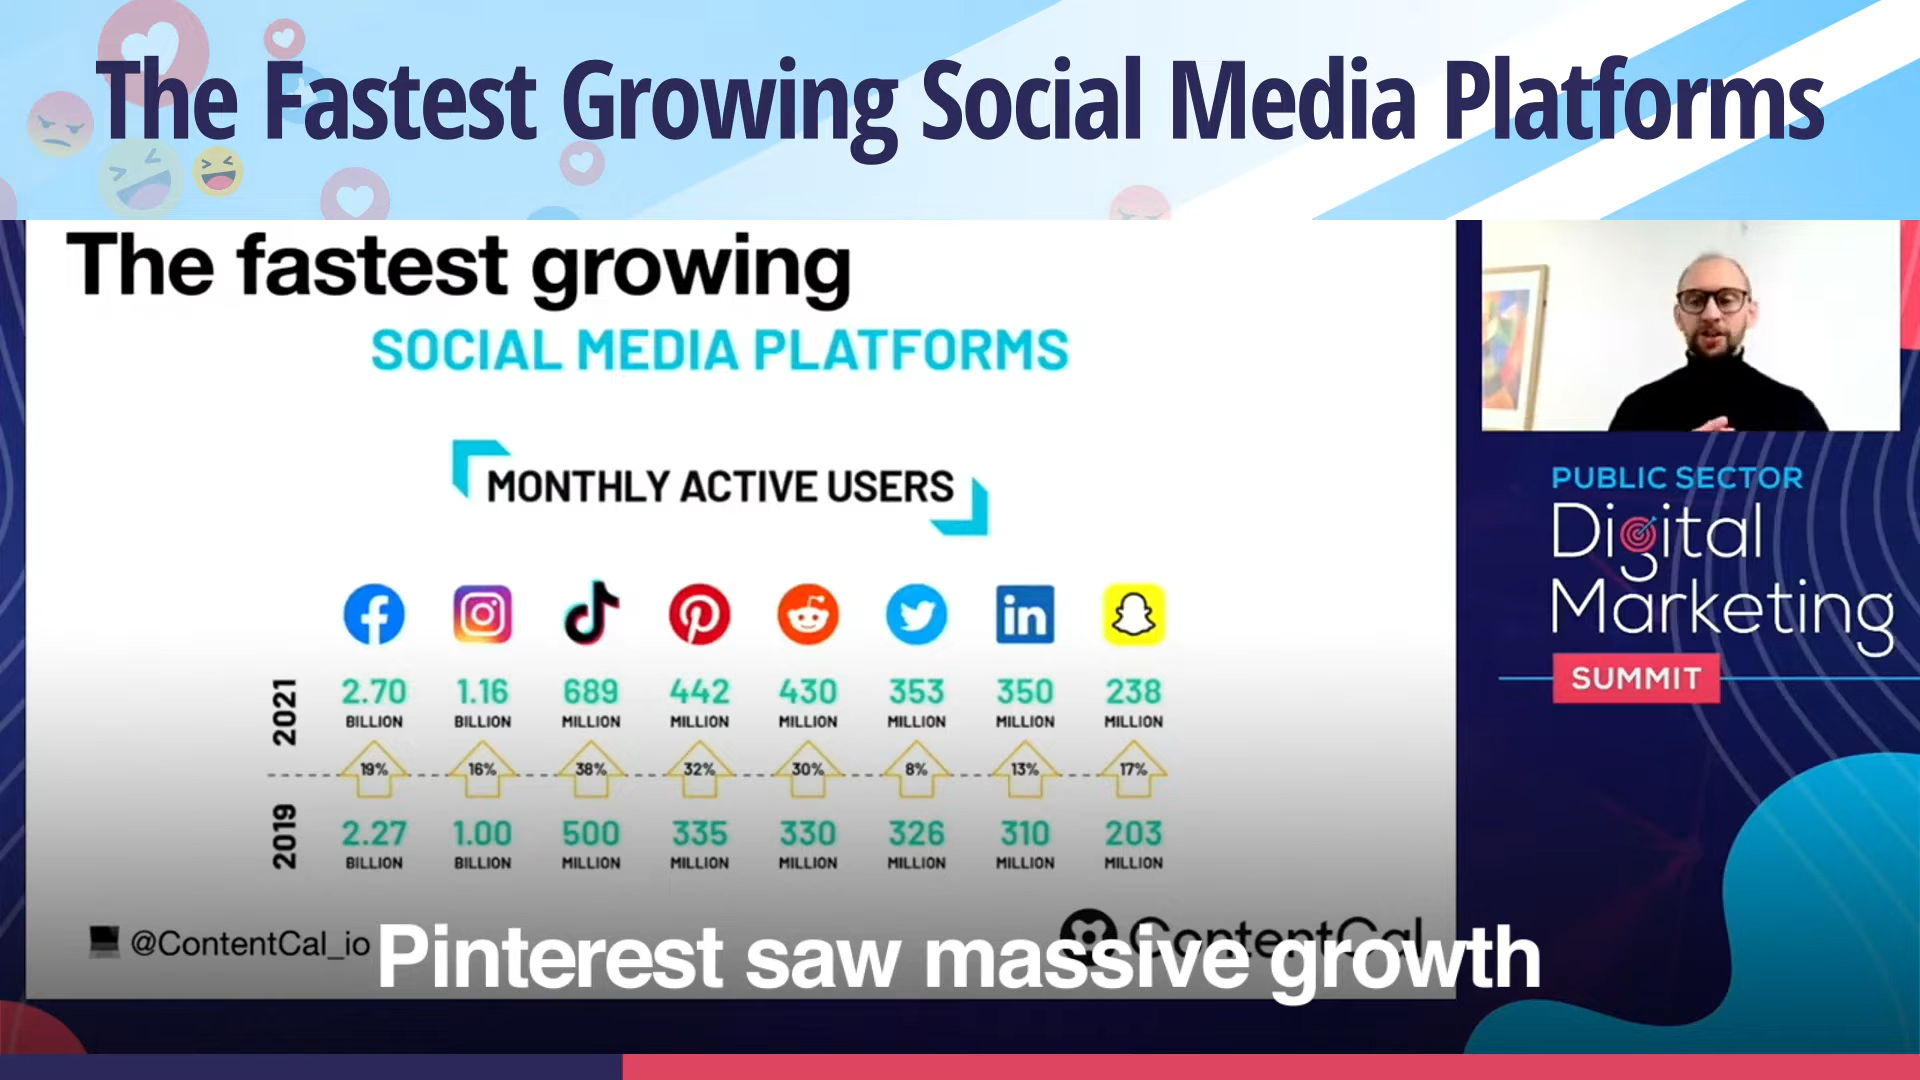 The Fastest Growing Social Media Platforms
The fastest growing
SOCIAL MEDIA PLATFORMS
MONTHLY ACTIVE USERS
2021
2.70 1.16 689 442 430 353 350 238
BILLION BILLION MILLION MILLION MILLION MILLION MILLION MILLION
19% 16% 38% 32% 30% 8% 13% 17%
2019
2.27 1.00 500 335 330 326 310 203
BILLION BILLION MILLION MILLION MILLION MILLION MILLION MILLION
@ContentCal_io
ContentCal
Pinterest saw massive growth
PUBLIC SECTOR
Digital
Marketing
SUMMIT
in